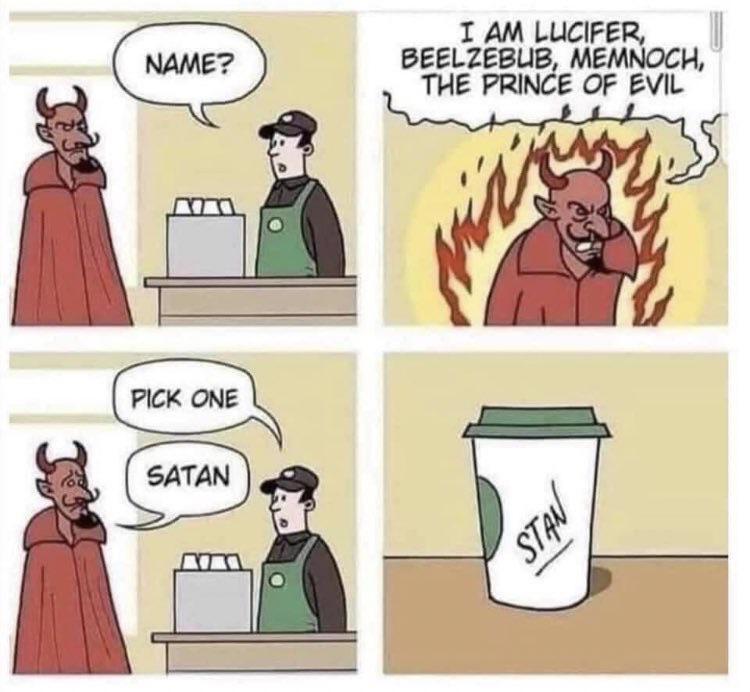 NAME?
I AM LUCIFER,
BEELZEBUB, MEMNOCH,
THE PRINCE OF EVIL
PICK ONE
SATAN
STAN